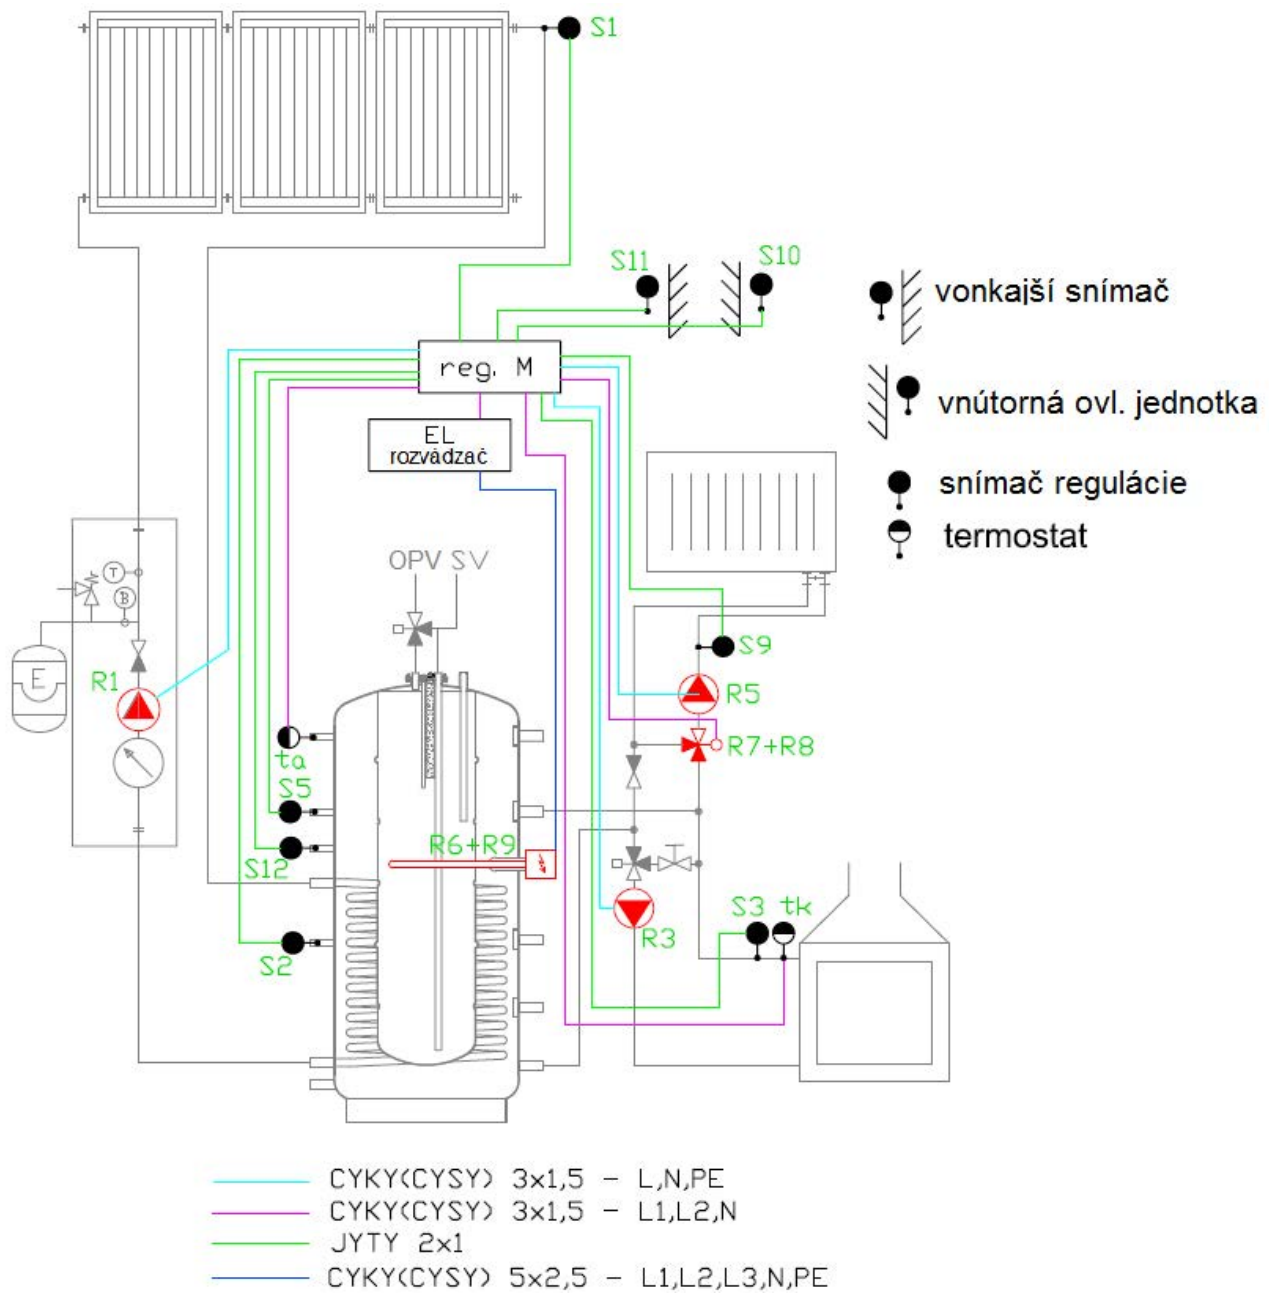 S1
S11
S10
vonkajší snímač
reg. M
vnútorná ovl. jednotka
EL
rozvádzač
snímač regulácie
termostat
OPV SV
T
B
E
R1
S9
R5
R7+R8
ta
S5
R6+R9
S12
S3 tk
R3
S2
CYKY(CYSY) 3x1,5 - L,N,PE
CYKY(CYSY) 3x1,5 - L1,L2,N
JYTY 2x1
CYKY(CYSY) 5x2,5 - L1,L2,L3,N,PE